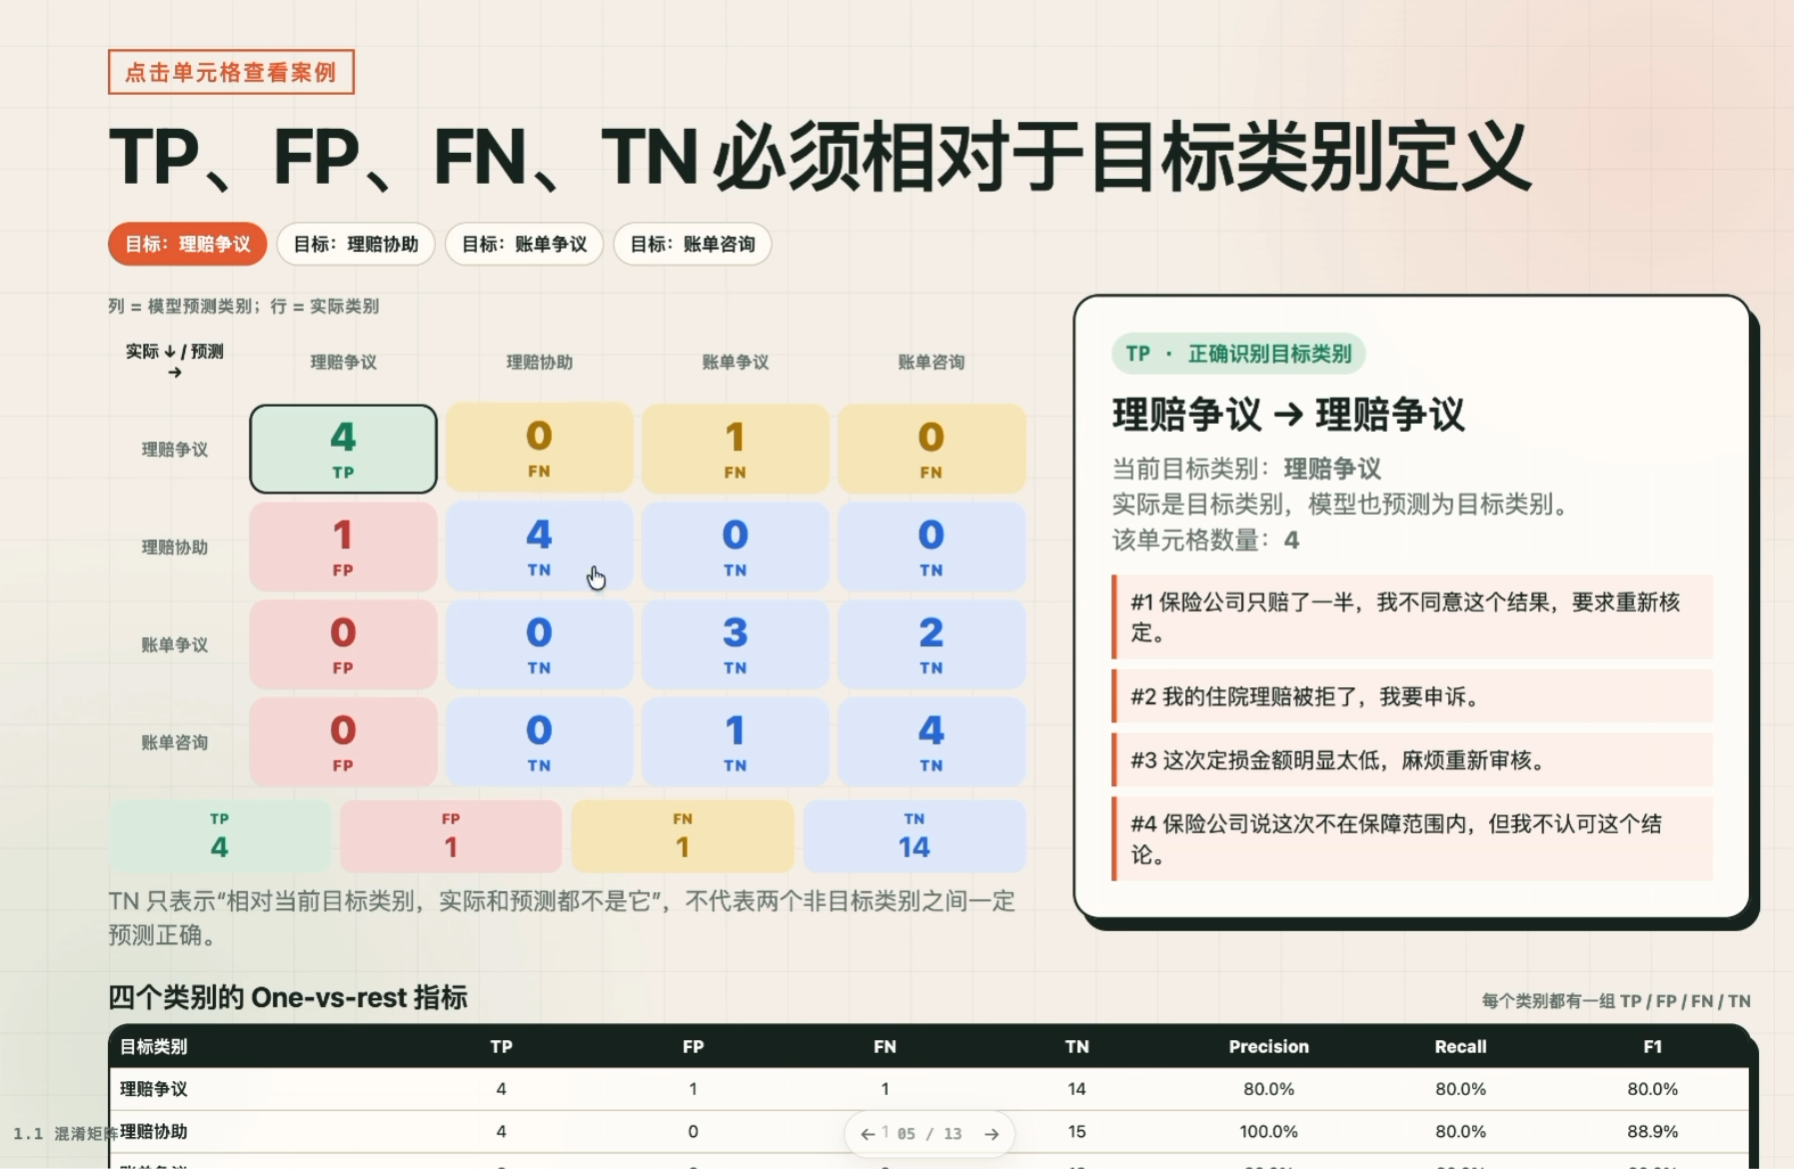 点击单元格查看案例
TP、FP、FN、TN 必须相对于目标类别定义
目标：理赔争议 目标：理赔协助 目标：账单争议 目标：账单咨询
列 = 模型预测类别；行 = 实际类别
实际 ↓ / 预测 →
理赔争议 理赔协助 账单争议 账单咨询
理赔争议
4 0 1 0
TP FN FN FN
理赔协助
1 4 0 0
FP TN TN TN
账单争议
0 0 3 2
FP TN TN TN
账单咨询
0 0 1 4
FP TN TN TN
TP FP FN TN
4 1 1 14
TN 只表示“相对当前目标类别，实际和预测都不是它”，不代表两个非目标类别之间一定
预测正确。
TP · 正确识别目标类别
理赔争议 → 理赔争议
当前目标类别：理赔争议
实际是目标类别，模型也预测为目标类别。
该单元格数量：4
#1 保险公司只赔了一半，我不同意这个结果，要求重新核
定。
#2 我的住院理赔被拒了，我要申诉。
#3 这次定损金额明显太低，麻烦重新审核。
#4 保险公司说这次不在保障范围内，但我不认可这个结
论。
四个类别的 One-vs-rest 指标
每个类别都有一组 TP / FP / FN / TN
目标类别 TP FP FN TN Precision Recall F1
理赔争议 4 1 1 14 80.0% 80.0% 80.0%
理赔协助 4 0 1 15 100.0% 80.0% 88.9%
1.1 混淆矩阵
← 05 / 13 →